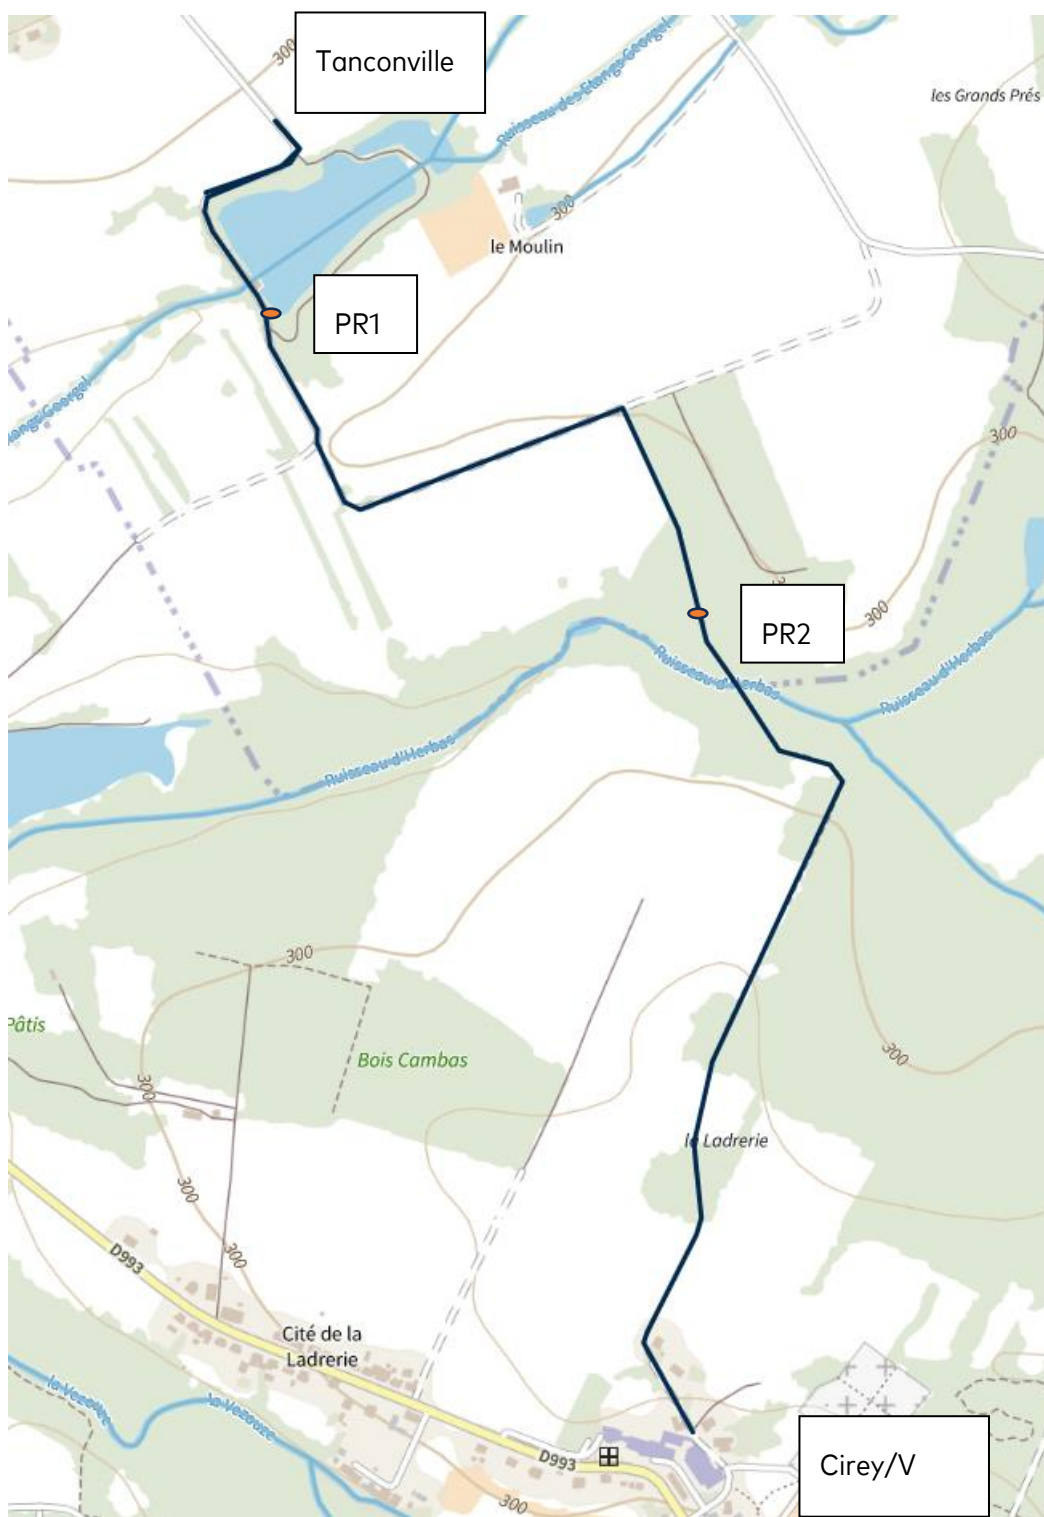 300
Tanconville
Ruisseau des Etangs Georgel
les Grands Prés
300
le Moulin
PR1
tangs Georgel
300
300
PR2
Ruisseau d'Herbas
Ruisseau d'Herbas
Ruisseau d'Herbas
300
Pâtis
300
Bois Cambas
300
la Ladrerie
300
300
D993
Cité de la
Ladrerie
la Vezouze
la Vezouze
D993
300
Cirey/V